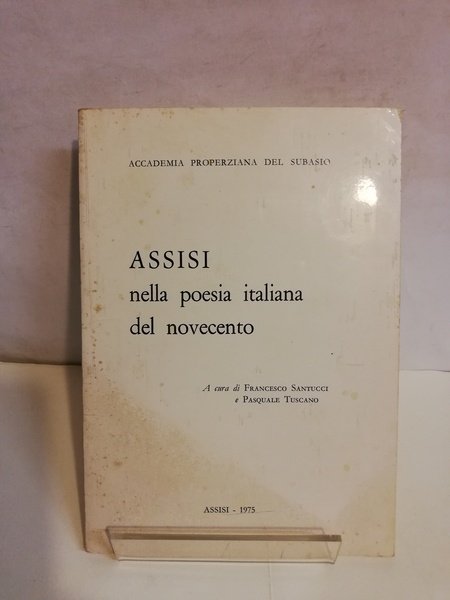 ACCADEMIA PROPERZIANA DEL SUBASIO
ASSISI
nella poesia italiana
del novecento
A cura di FRANCESCO SANTUCCI
e PASQUALE TUSCANO
ASSISI - 1975